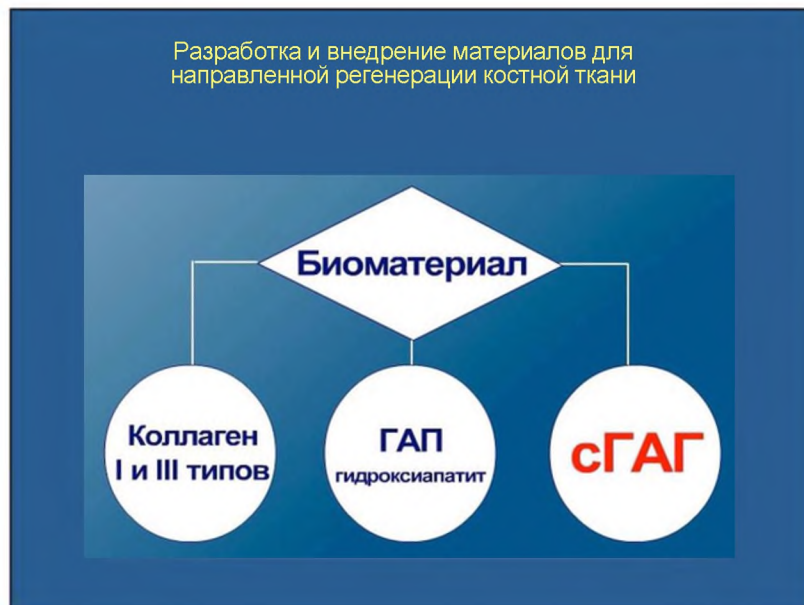 Разработка и внедрение материалов для
направленной регенерации костной ткани
Биоматериал
Коллаген
I и III типов
ГАП
гидроксиапатит
сГАГ